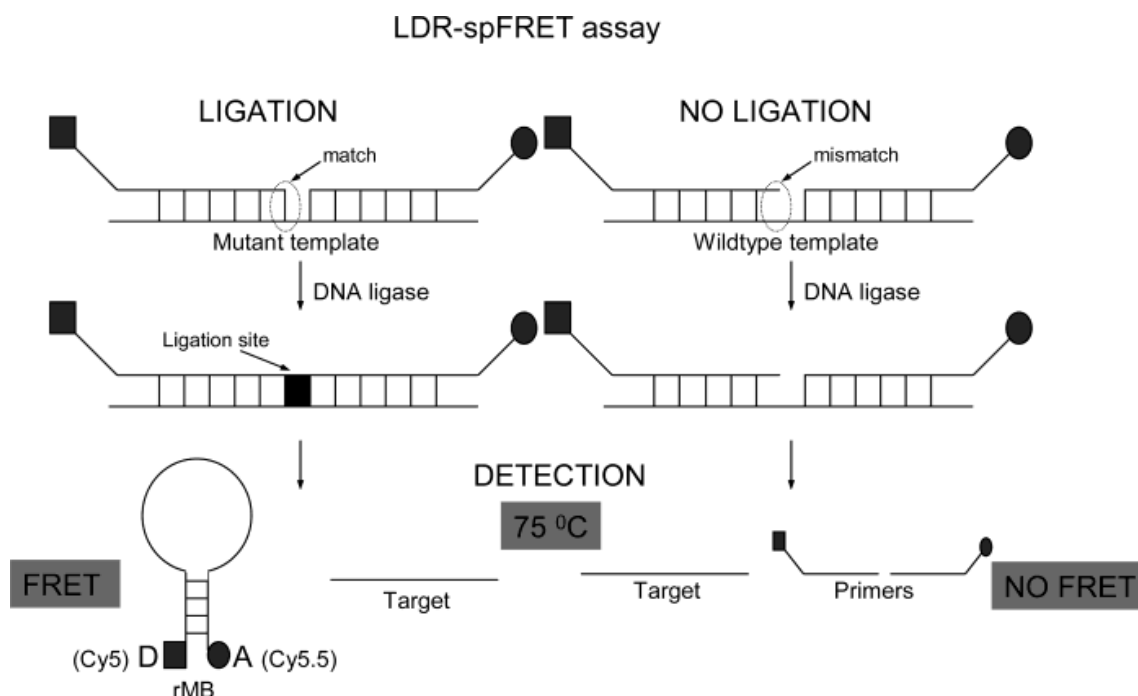 LDR-spFRET assay
LIGATION
NO LIGATION
match
mismatch
Mutant template
Wildtype template
DNA ligase
DNA ligase
Ligation site
DETECTION
75 ⁰C
FRET
Target
Target
Primers
NO FRET
(Cy5) D A (Cy5.5)
rMB